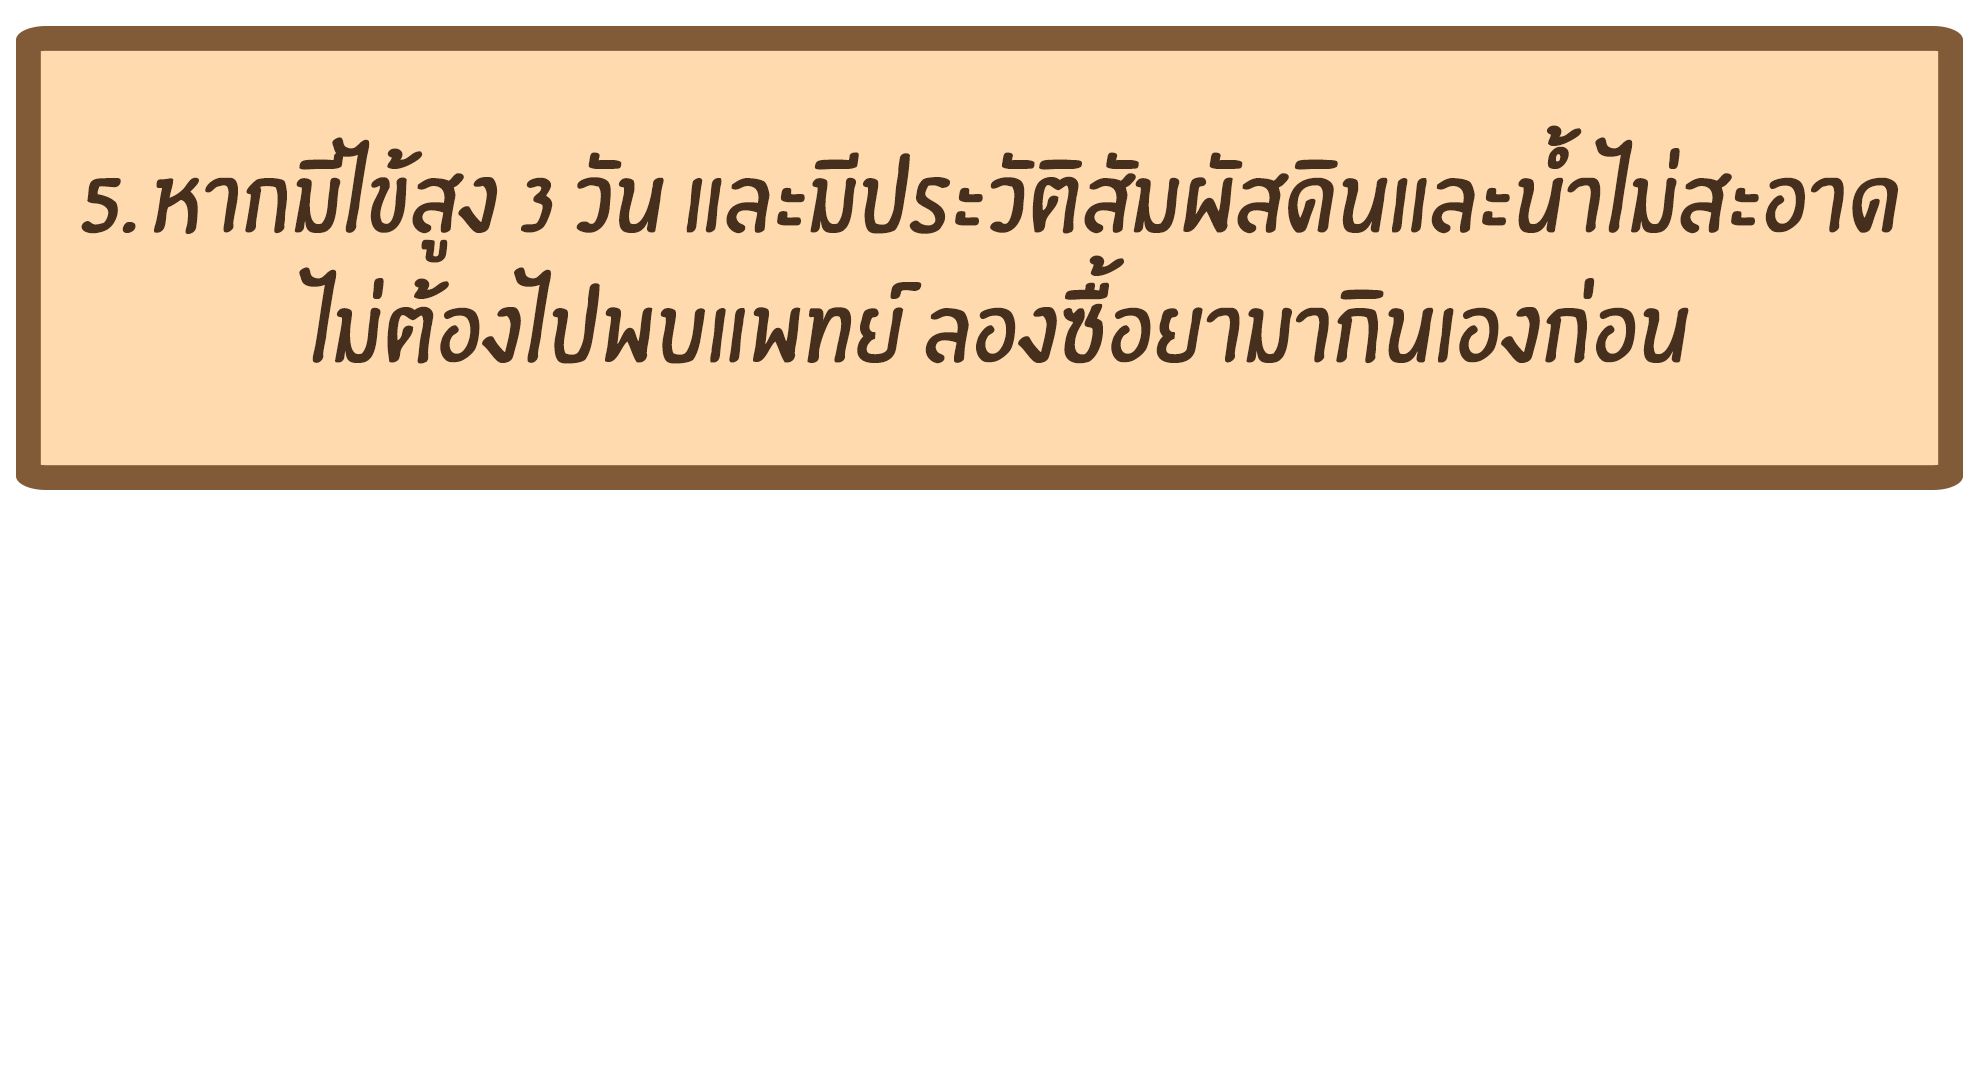 5. หากมีไข้สูง 3 วัน และมีประวัติสัมผัสดินและน้ำไม่สะอาด
ไม่ต้องไปพบแพทย์ ลองซื้อยามากินเองก่อน